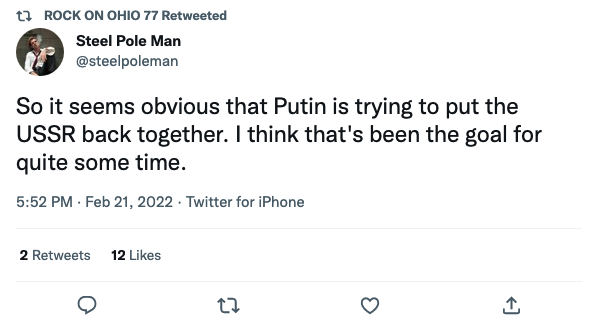 ROCK ON OHIO 77 Retweeted
Steel Pole Man
@steelpoleman
So it seems obvious that Putin is trying to put the
USSR back together. I think that's been the goal for
quite some time.
5:52 PM · Feb 21, 2022 · Twitter for iPhone
2 Retweets 12 Likes